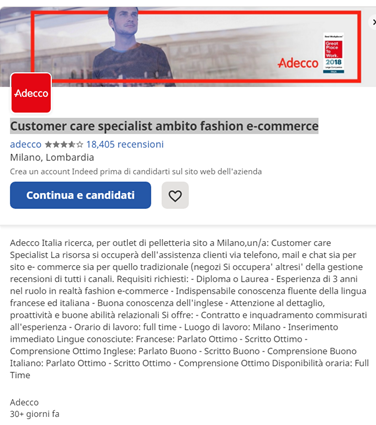 Adecco
Great
Place
To
Work
2018
Adecco
Customer care specialist ambito fashion e-commerce
adecco 18,405 recensioni
Milano, Lombardia
Crea un account Indeed prima di candidarti sul sito web dell'azienda
Continua e candidati
Adecco Italia ricerca, per outlet di pelletteria sito a Milano,un/a: Customer care
Specialist La risorsa si occuperà dell'assistenza clienti via telefono, mail e chat sia per
sito e- commerce sia per quello tradizionale (negozi Si occupera' altresi' della gestione
recensioni di tutti i canali. Requisiti richiesti: - Diploma o Laurea - Esperienza di 3 anni
nel ruolo in realtá fashion e-commerce - Indispensabile conoscenza fluente della lingua
francese ed italiana - Buona conoscenza dell'inglese - Attenzione al dettaglio,
proattività e buone abilità relazionali Si offre: - Contratto e inquadramento commisurati
all'esperienza - Orario di lavoro: full time - Luogo di lavoro: Milano - Inserimento
immediato Lingue conosciute: Francese: Parlato Ottimo - Scritto Ottimo -
Comprensione Ottimo Inglese: Parlato Buono - Scritto Buono - Comprensione Buono
Italiano: Parlato Ottimo - Scritto Ottimo - Comprensione Ottimo Disponibilità oraria: Full
Time
Adecco
30+ giorni fa